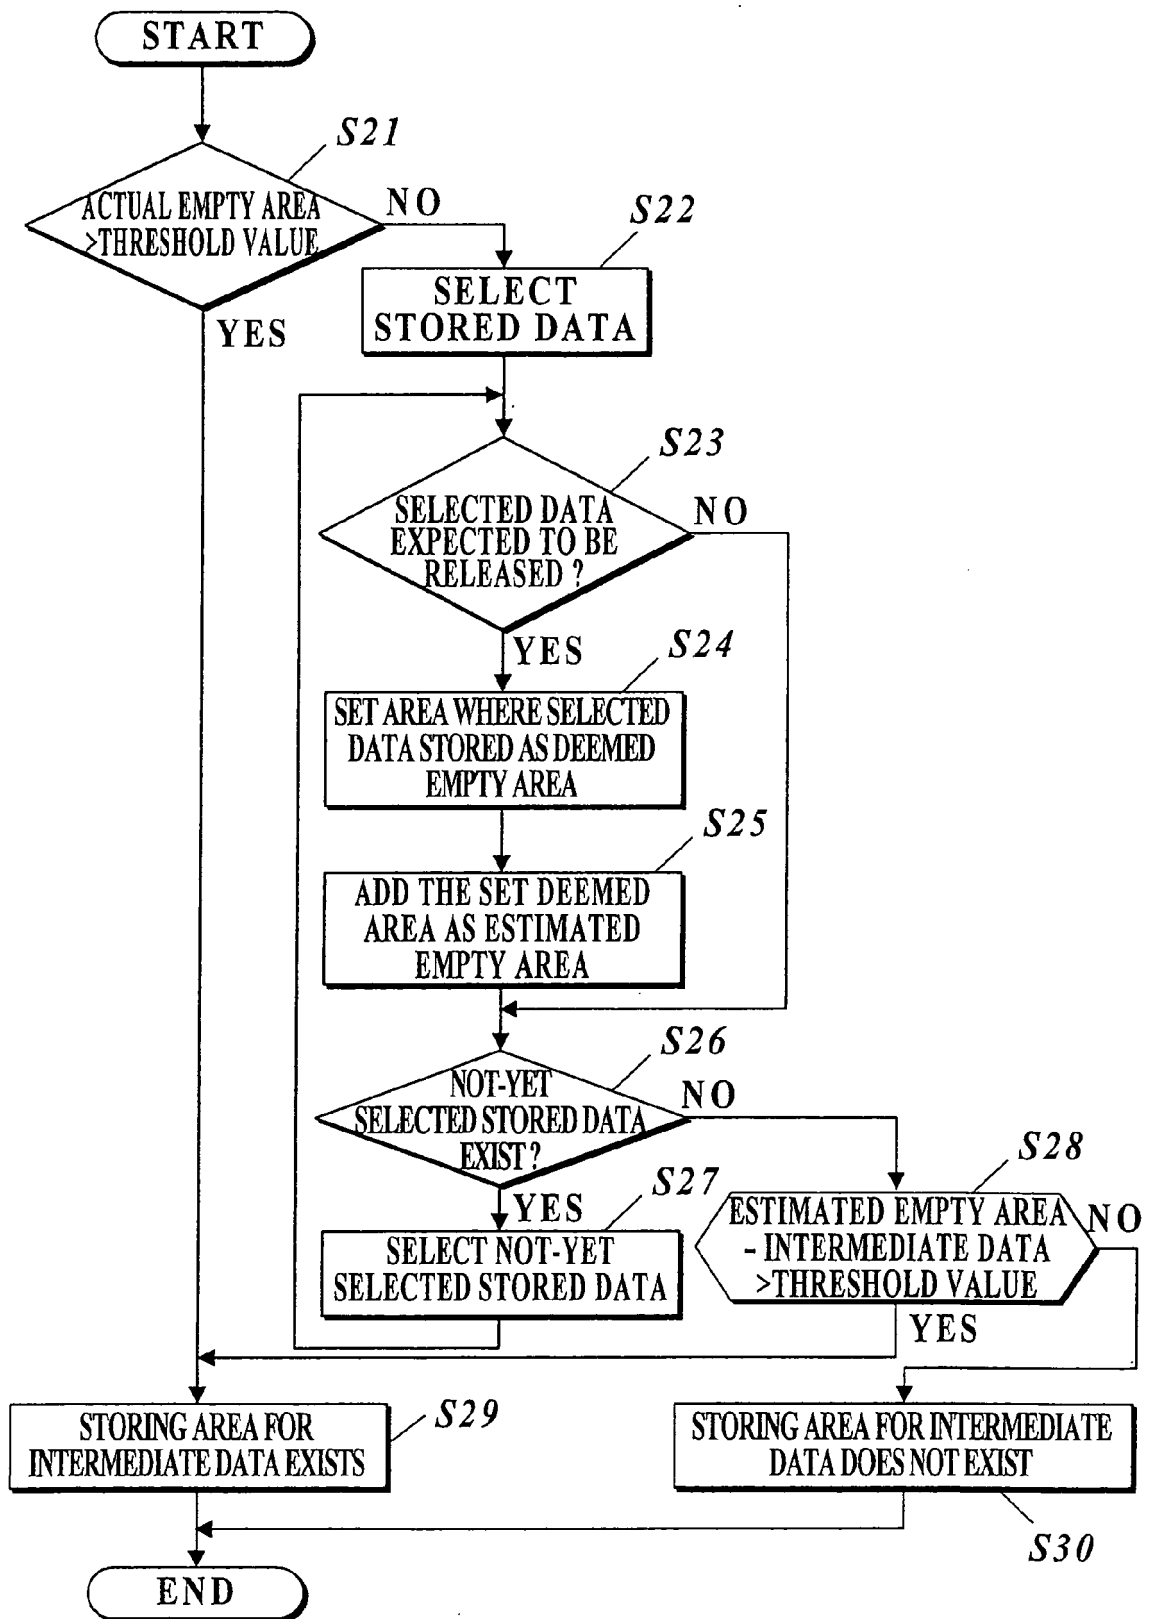 START
S21
ACTUAL EMPTY AREA
>THRESHOLD VALUE
NO
YES
S22
SELECT
STORED DATA
S23
SELECTED DATA
EXPECTED TO BE
RELEASED ?
NO
YES
S24
SET AREA WHERE SELECTED
DATA STORED AS DEEMED
EMPTY AREA
S25
ADD THE SET DEEMED
AREA AS ESTIMATED
EMPTY AREA
S26
NOT-YET
SELECTED STORED DATA
EXIST ?
NO
YES
S27
SELECT NOT-YET
SELECTED STORED DATA
S28
ESTIMATED EMPTY AREA
- INTERMEDIATE DATA
>THRESHOLD VALUE
NO
YES
STORING AREA FOR
INTERMEDIATE DATA EXISTS
S29
STORING AREA FOR INTERMEDIATE
DATA DOES NOT EXIST
S30
END